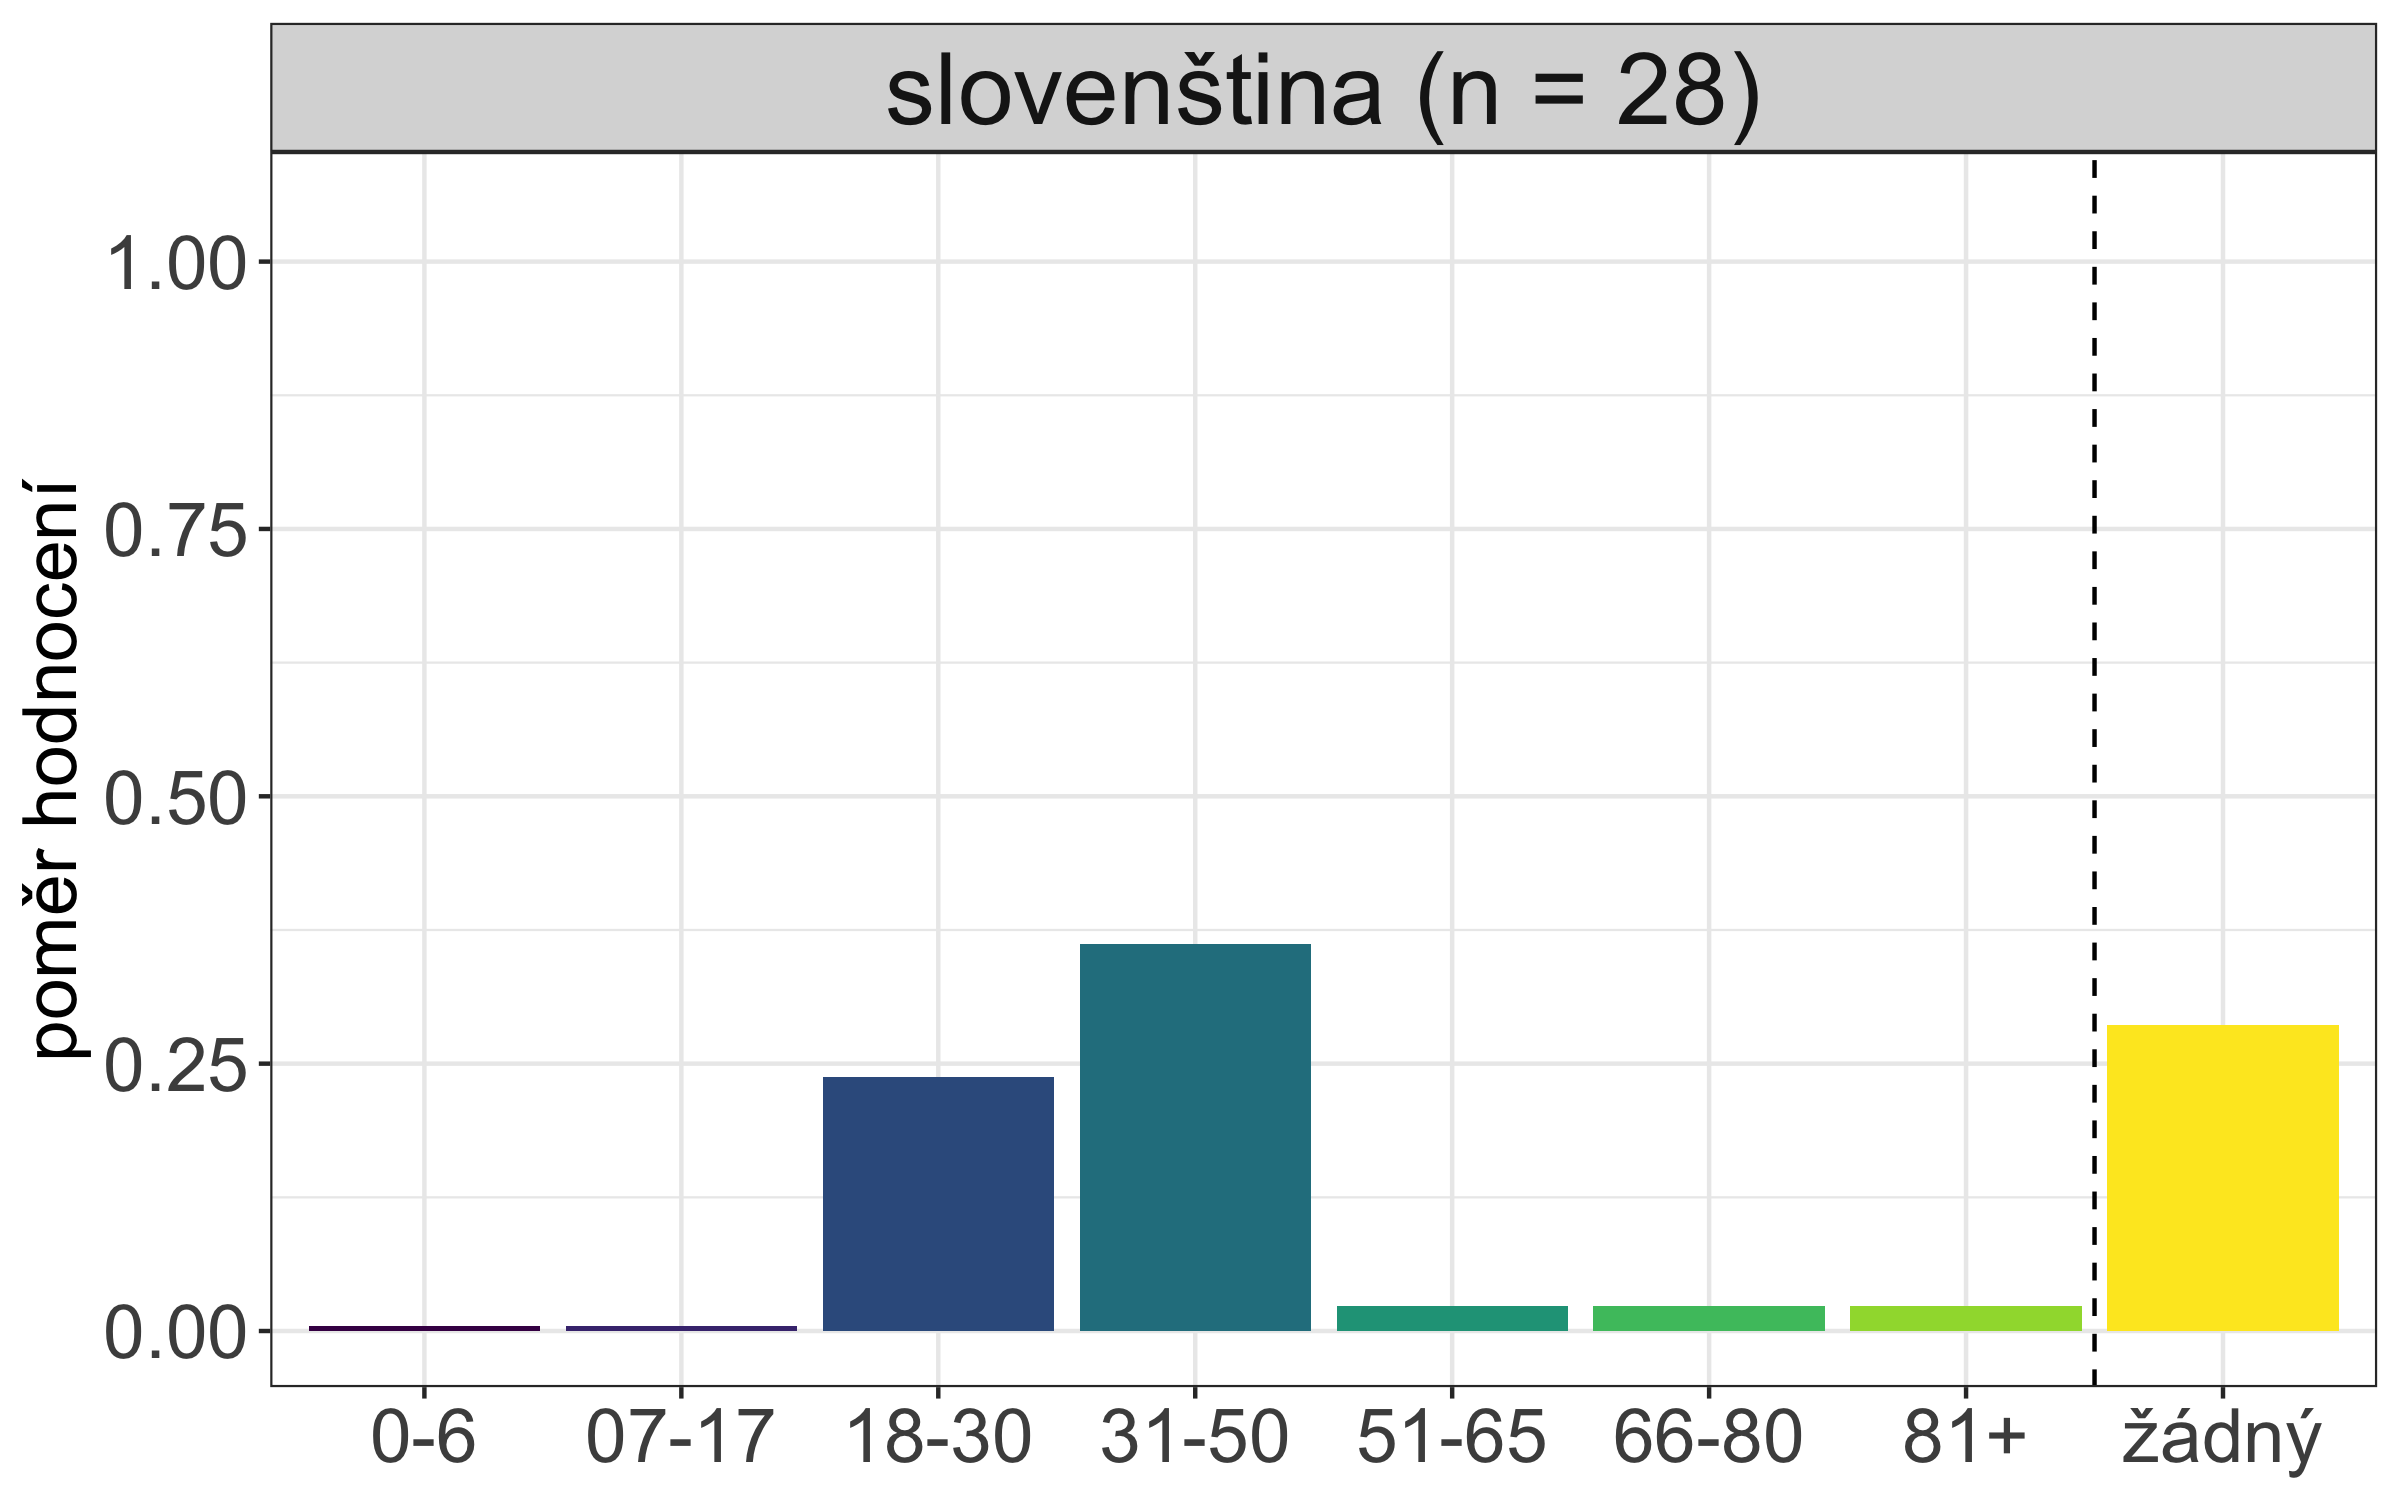 slovenština (n = 28)
poměr hodnocení
1.00
0.75
0.50
0.25
0.00
0-6 07-17 18-30 31-50 51-65 66-80 81+ žádný